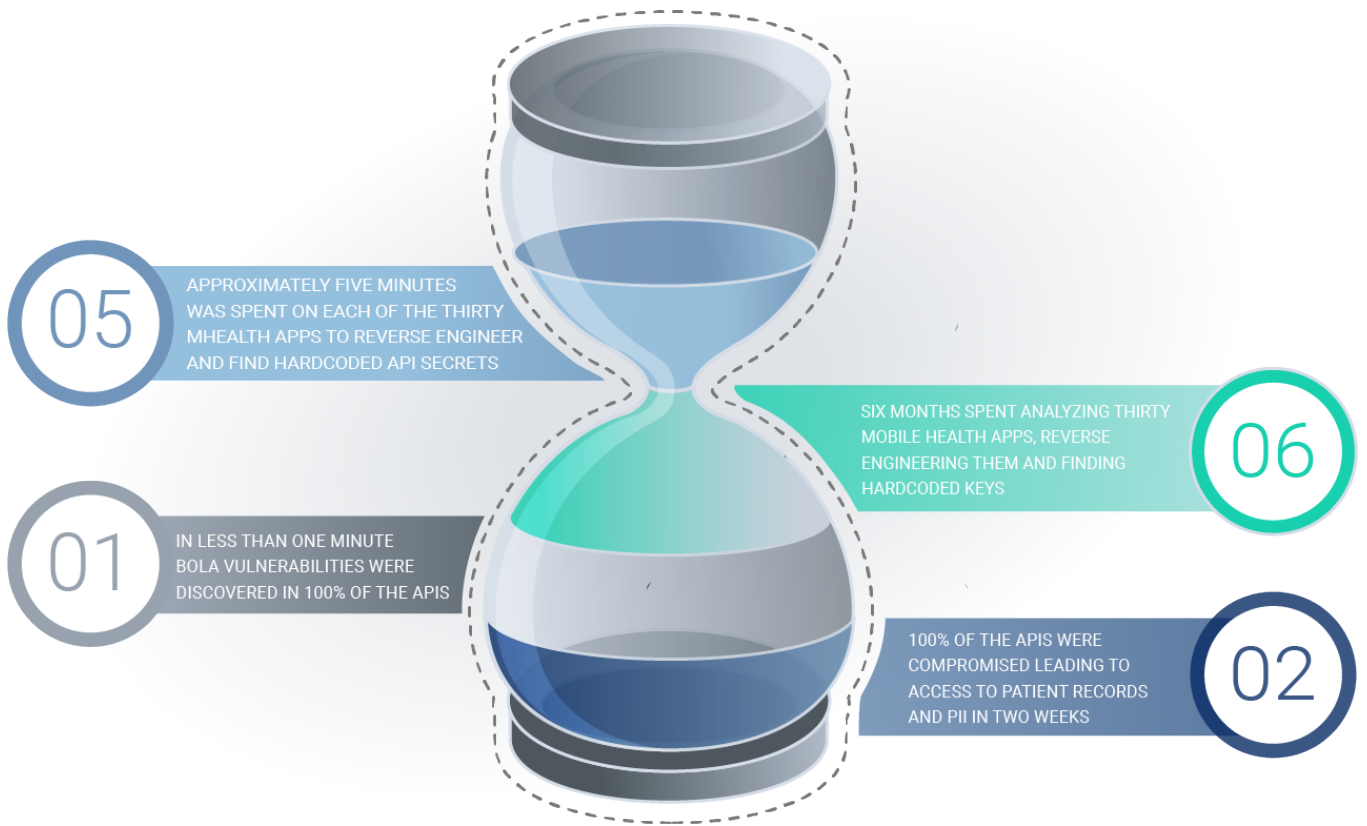 05
APPROXIMATELY FIVE MINUTES
WAS SPENT ON EACH OF THE THIRTY
MHEALTH APPS TO REVERSE ENGINEER
AND FIND HARDCODED API SECRETS
SIX MONTHS SPENT ANALYZING THIRTY
MOBILE HEALTH APPS, REVERSE
ENGINEERING THEM AND FINDING
HARDCODED KEYS
06
01
IN LESS THAN ONE MINUTE
BOLA VULNERABILITIES WERE
DISCOVERED IN 100% OF THE APIS
100% OF THE APIS WERE
COMPROMISED LEADING TO
ACCESS TO PATIENT RECORDS
AND PII IN TWO WEEKS
02